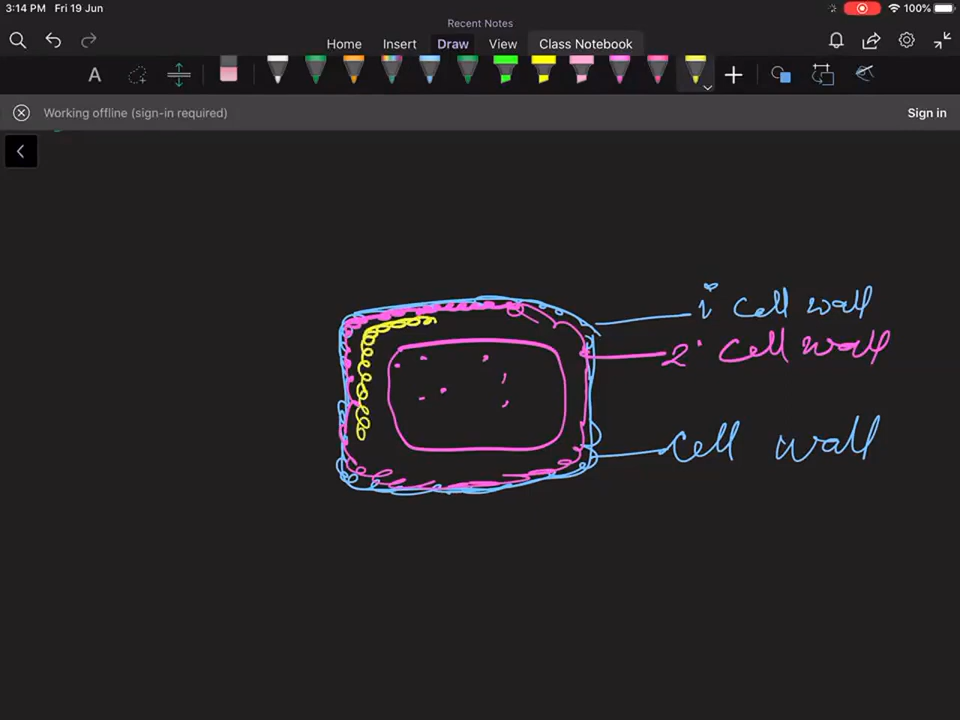 3:14 PM Fri 19 Jun
100%
Recent Notes
Home Insert Draw View Class Notebook
A
Working offline (sign-in required)
Sign in
i° cell wall
2° cell wall
cell wall